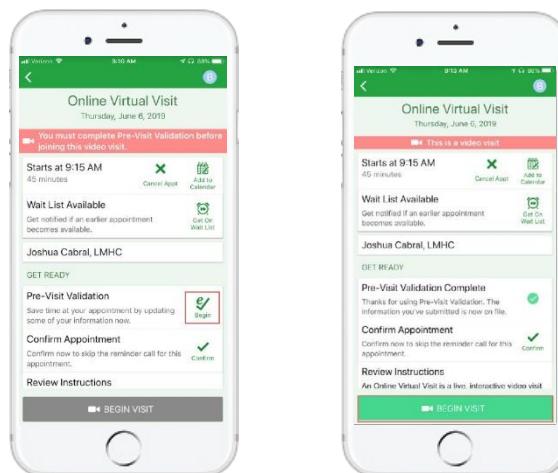 Verizon 9:10 AM 88%
B
Online Virtual Visit
Thursday, June 6, 2019
You must complete Pre-Visit Validation before
joining this video visit.
Starts at 9:15 AM
45 minutes
Cancel Appt
Add to
Calendar
Wait List Available
Get notified if an earlier appointment
becomes available.
Get On
Wait List
Joshua Cabral, LMHC
GET READY
Pre-Visit Validation
Save time at your appointment by updating
some of your information now.
Begin
Confirm Appointment
Confirm now to skip the reminder call for this
appointment.
Confirm
Review Instructions
BEGIN VISIT
Verizon 9:13 AM
B
Online Virtual Visit
Thursday, June 6, 2019
This is a video visit
Starts at 9:15 AM
45 minutes
Cancel Appt
Add to
Calendar
Wait List Available
Get notified if an earlier appointment
becomes available.
Get On
Wait List
Joshua Cabral, LMHC
GET READY
Pre-Visit Validation Complete
Thanks for using Pre-Visit Validation. The
information you've submitted is now on file.
Confirm Appointment
Confirm now to skip the reminder call for this
appointment.
Confirm
Review Instructions
An Online Virtual Visit is a live, interactive video visit
BEGIN VISIT